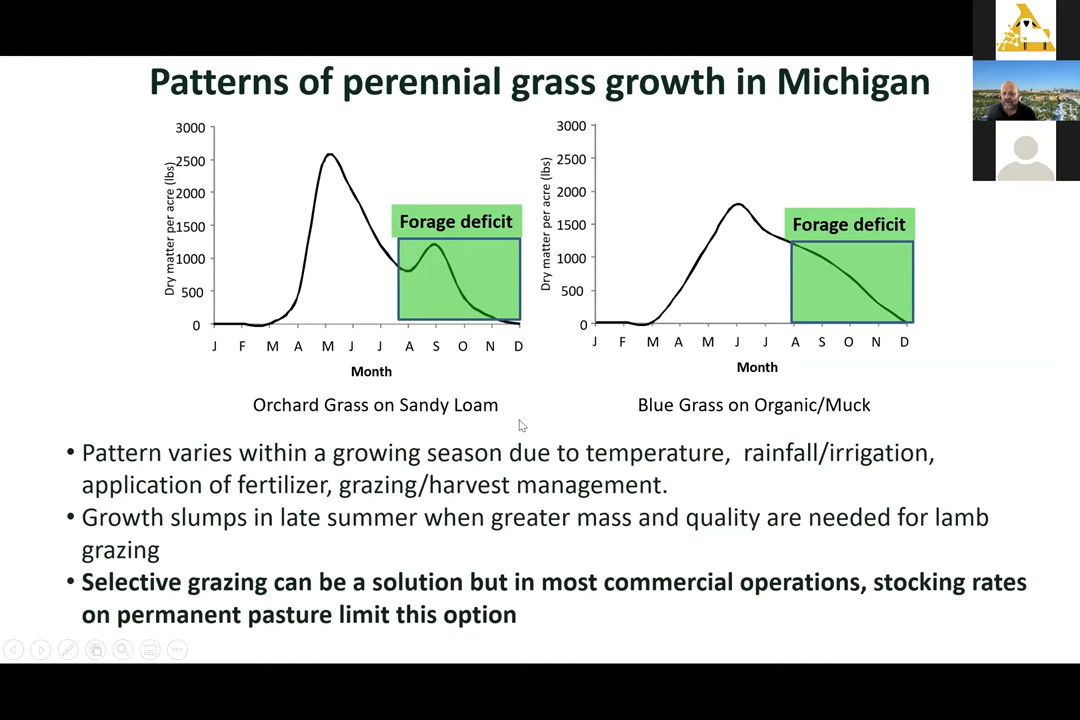 Patterns of perennial grass growth in Michigan
3000
2500
2000
1500
1000
500
0
Dry matter per acre (lbs)
Forage deficit
J F M A M J J A S O N D
Month
Orchard Grass on Sandy Loam
3000
2500
2000
1500
1000
500
0
Dry matter per acre (lbs)
Forage deficit
J F M A M J J A S O N D
Month
Blue Grass on Organic/Muck
• Pattern varies within a growing season due to temperature, rainfall/irrigation,
application of fertilizer, grazing/harvest management.
• Growth slumps in late summer when greater mass and quality are needed for lamb
grazing
• Selective grazing can be a solution but in most commercial operations, stocking rates
on permanent pasture limit this option